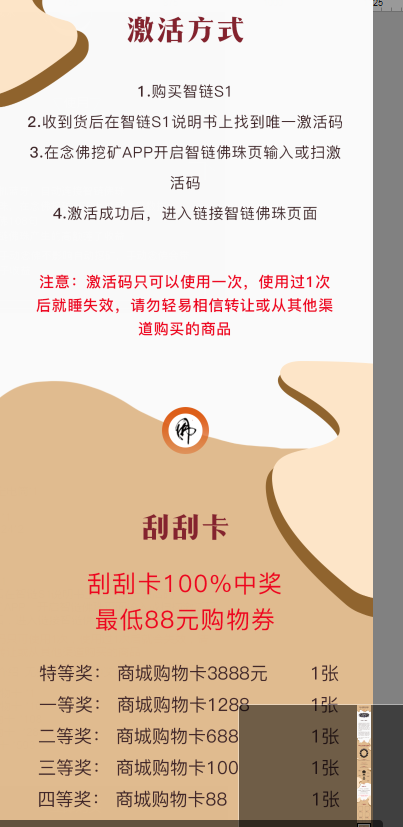 25
激活方式
1.购买智链S1
2.收到货后在智链S1说明书上找到唯一激活码
3.在念佛挖矿APP开启智链佛珠页输入或扫激
活码
4.激活成功后，进入链接智链佛珠页面
注意：激活码只可以使用一次，使用过1次
后就睡失效，请勿轻易相信转让或从其他渠
道购买的商品
佛
刮刮卡
刮刮卡100%中奖
最低88元购物券
特等奖： 商城购物卡3888元 1张
一等奖： 商城购物卡1288 1张
二等奖： 商城购物卡688 1张
三等奖： 商城购物卡100 1张
四等奖： 商城购物卡88 1张